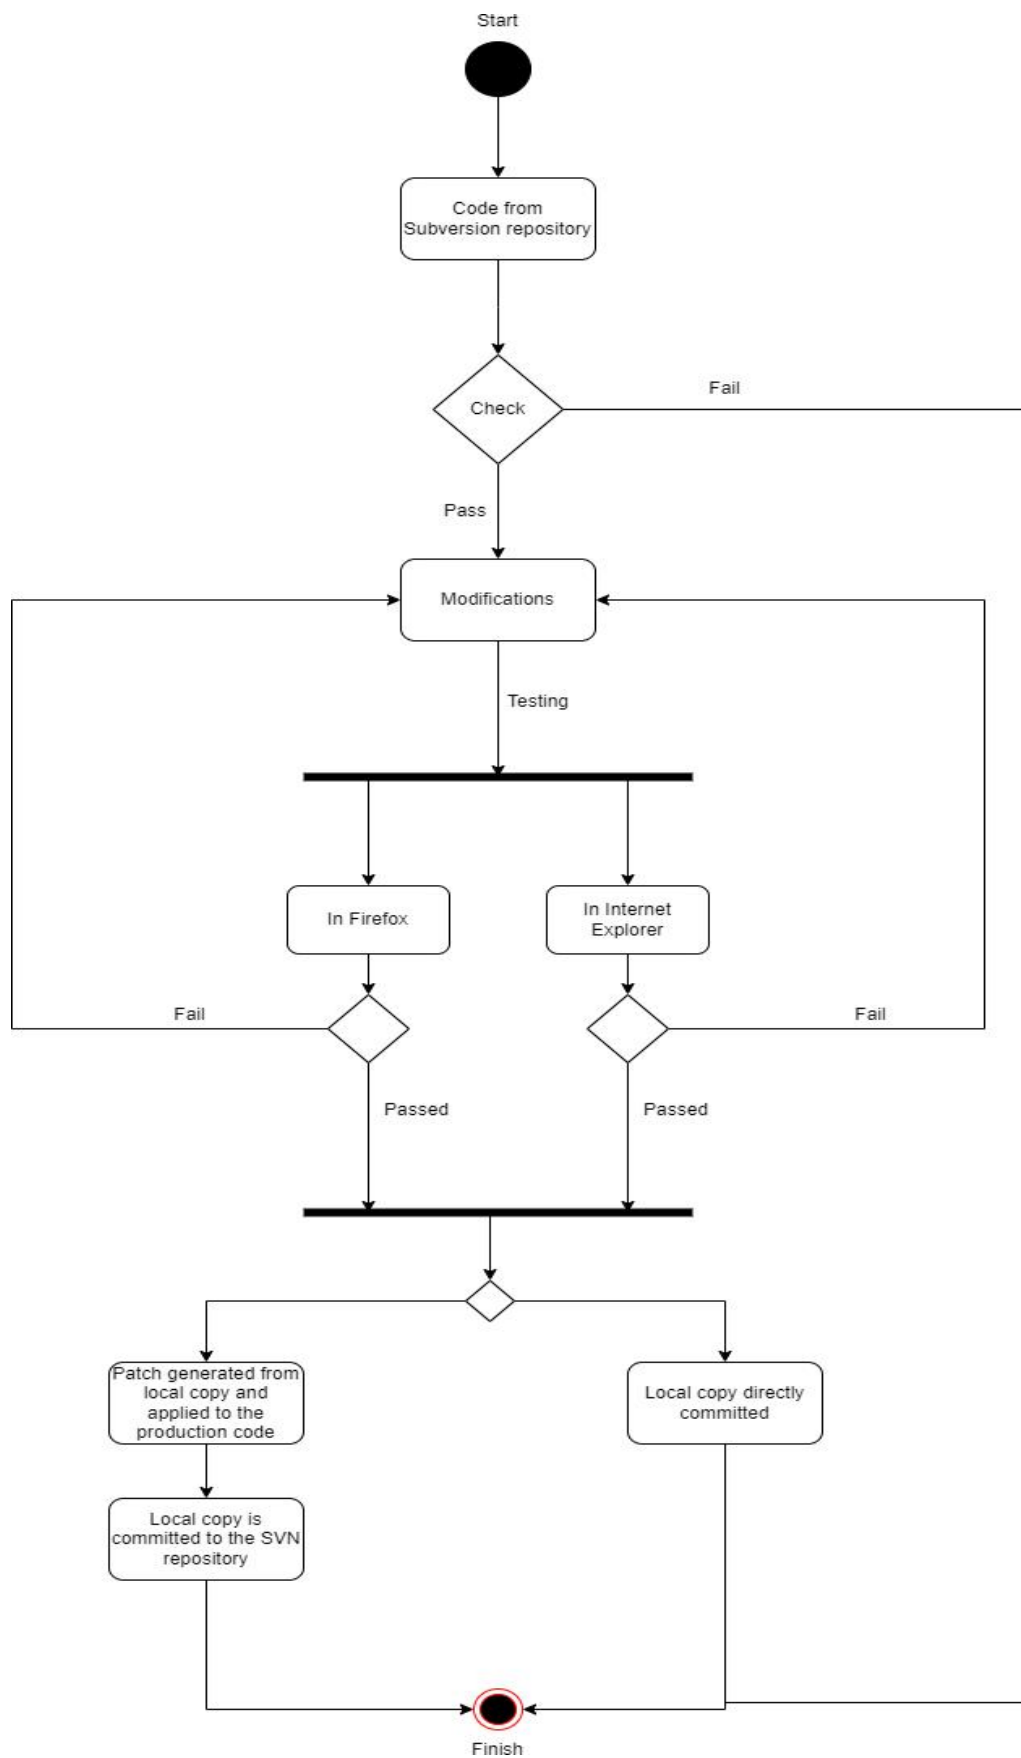 Start
Code from
Subversion repository
Check
Fail
Pass
Modifications
Testing
In Firefox
In Internet
Explorer
Fail
Fail
Passed
Passed
Patch generated from
local copy and
applied to the
production code
Local copy directly
committed
Local copy is
committed to the SVN
repository
Finish